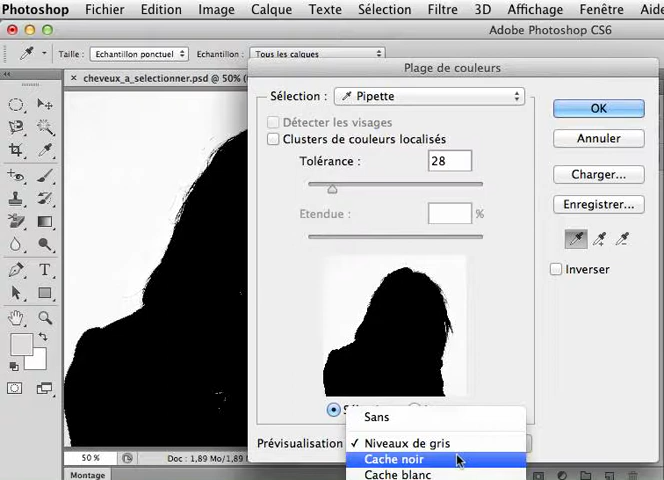 Photoshop Fichier Edition Image Calque Texte Sélection Filtre 3D Affichage Fenêtre Aide
Adobe Photoshop CS6
Taille : Echantillon ponctuel Echantillon : Tous les calques
Plage de couleurs
× cheveux_a_selectionner.psd @ 50%
Sélection : Pipette
OK
Détecter les visages
Clusters de couleurs localisés
Annuler
Tolérance : 28
Charger...
Etendue : %
Enregistrer...
Inverser
Sans
Prévisualisation ✓ Niveaux de gris
Cache noir
50 % Doc : 1,89 Mo/1,89
Cache blanc
Montage
T